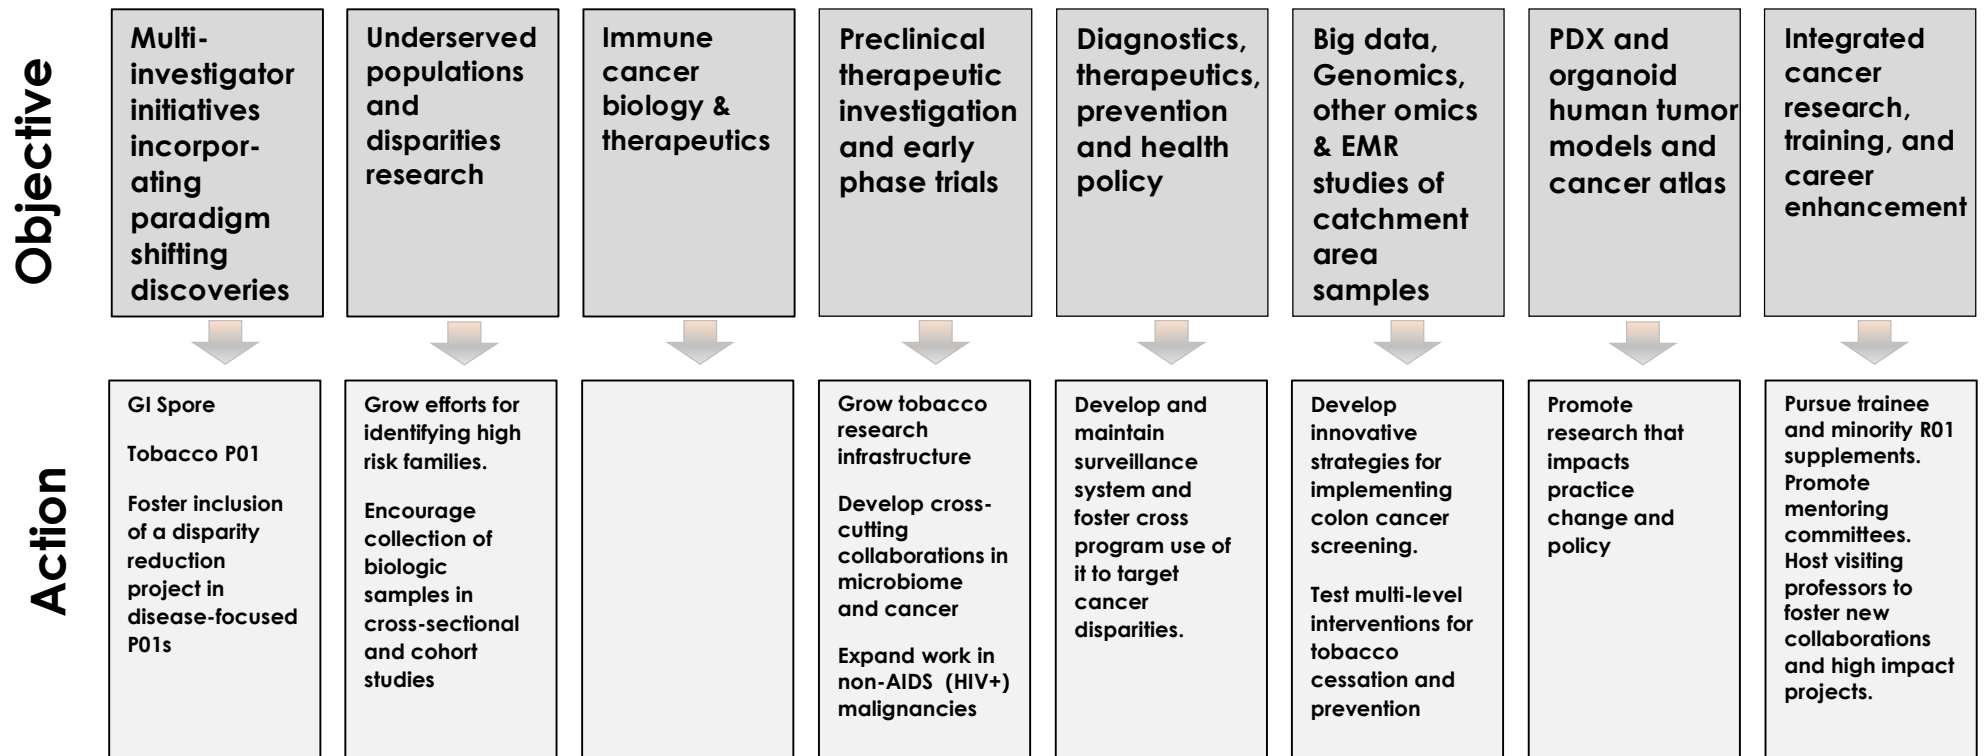 Objective
Multi-
investigator
initiatives
incorpor-
ating
paradigm
shifting
discoveries
Underserved
populations
and
disparities
research
Immune
cancer
biology &
therapeutics
Preclinical
therapeutic
investigation
and early
phase trials
Diagnostics,
therapeutics,
prevention
and health
policy
Big data,
Genomics,
other omics
& EMR
studies of
catchment
area
samples
PDX and
organoid
human tumor
models and
cancer atlas
Integrated
cancer
research,
training, and
career
enhancement
Action
GI Spore
Tobacco P01
Foster inclusion
of a disparity
reduction
project in
disease-focused
P01s
Grow efforts for
identifying high
risk families.
Encourage
collection of
biologic
samples in
cross-sectional
and cohort
studies
Grow tobacco
research
infrastructure
Develop cross-
cutting
collaborations in
microbiome
and cancer
Expand work in
non-AIDS (HIV+)
malignancies
Develop and
maintain
surveillance
system and
foster cross
program use of
it to target
cancer
disparities.
Develop
innovative
strategies for
implementing
colon cancer
screening.
Test multi-level
interventions for
tobacco
cessation and
prevention
Promote
research that
impacts
practice
change and
policy
Pursue trainee
and minority R01
supplements.
Promote
mentoring
committees.
Host visiting
professors to
foster new
collaborations
and high impact
projects.